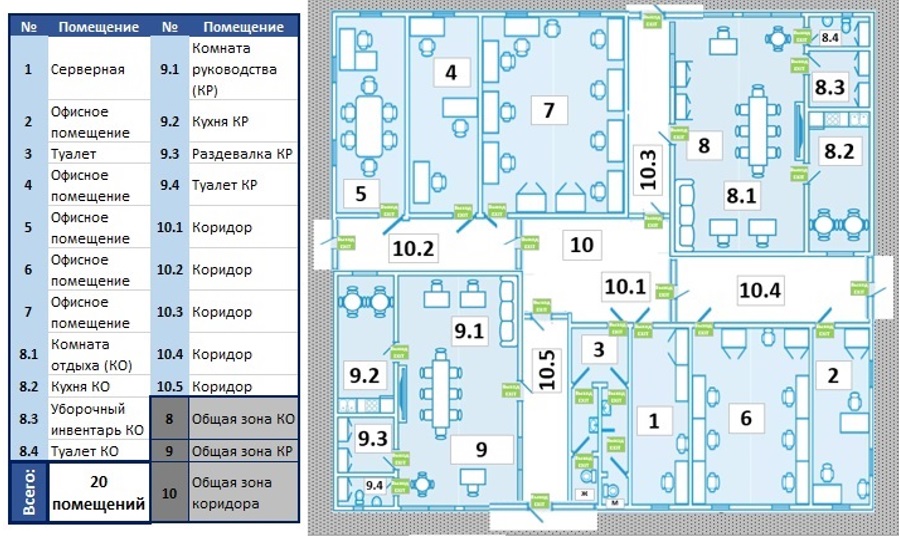 № Помещение № Помещение
1 Серверная 9.1 Комната
руководства
(КР)
2 Офисное
помещение 9.2 Кухня КР
3 Туалет 9.3 Раздевалка КР
4 Офисное
помещение 9.4 Туалет КР
5 Офисное
помещение 10.1 Коридор
6 Офисное
помещение 10.2 Коридор
7 Офисное
помещение 10.3 Коридор
8.1 Комната
отдыха (КО) 10.4 Коридор
8.2 Кухня КО 10.5 Коридор
8.3 Уборочный
инвентарь КО 8 Общая зона КО
8.4 Туалет КО 9 Общая зона КР
Всего: 20
помещений 10 Общая зона
коридора
5
4
7
10.3
8
8.1
8.4
8.3
8.2
10.2
10
10.1
10.4
9.2
9.1
9.3
9.4
9
10.5
3
1
6
2
Ж
М